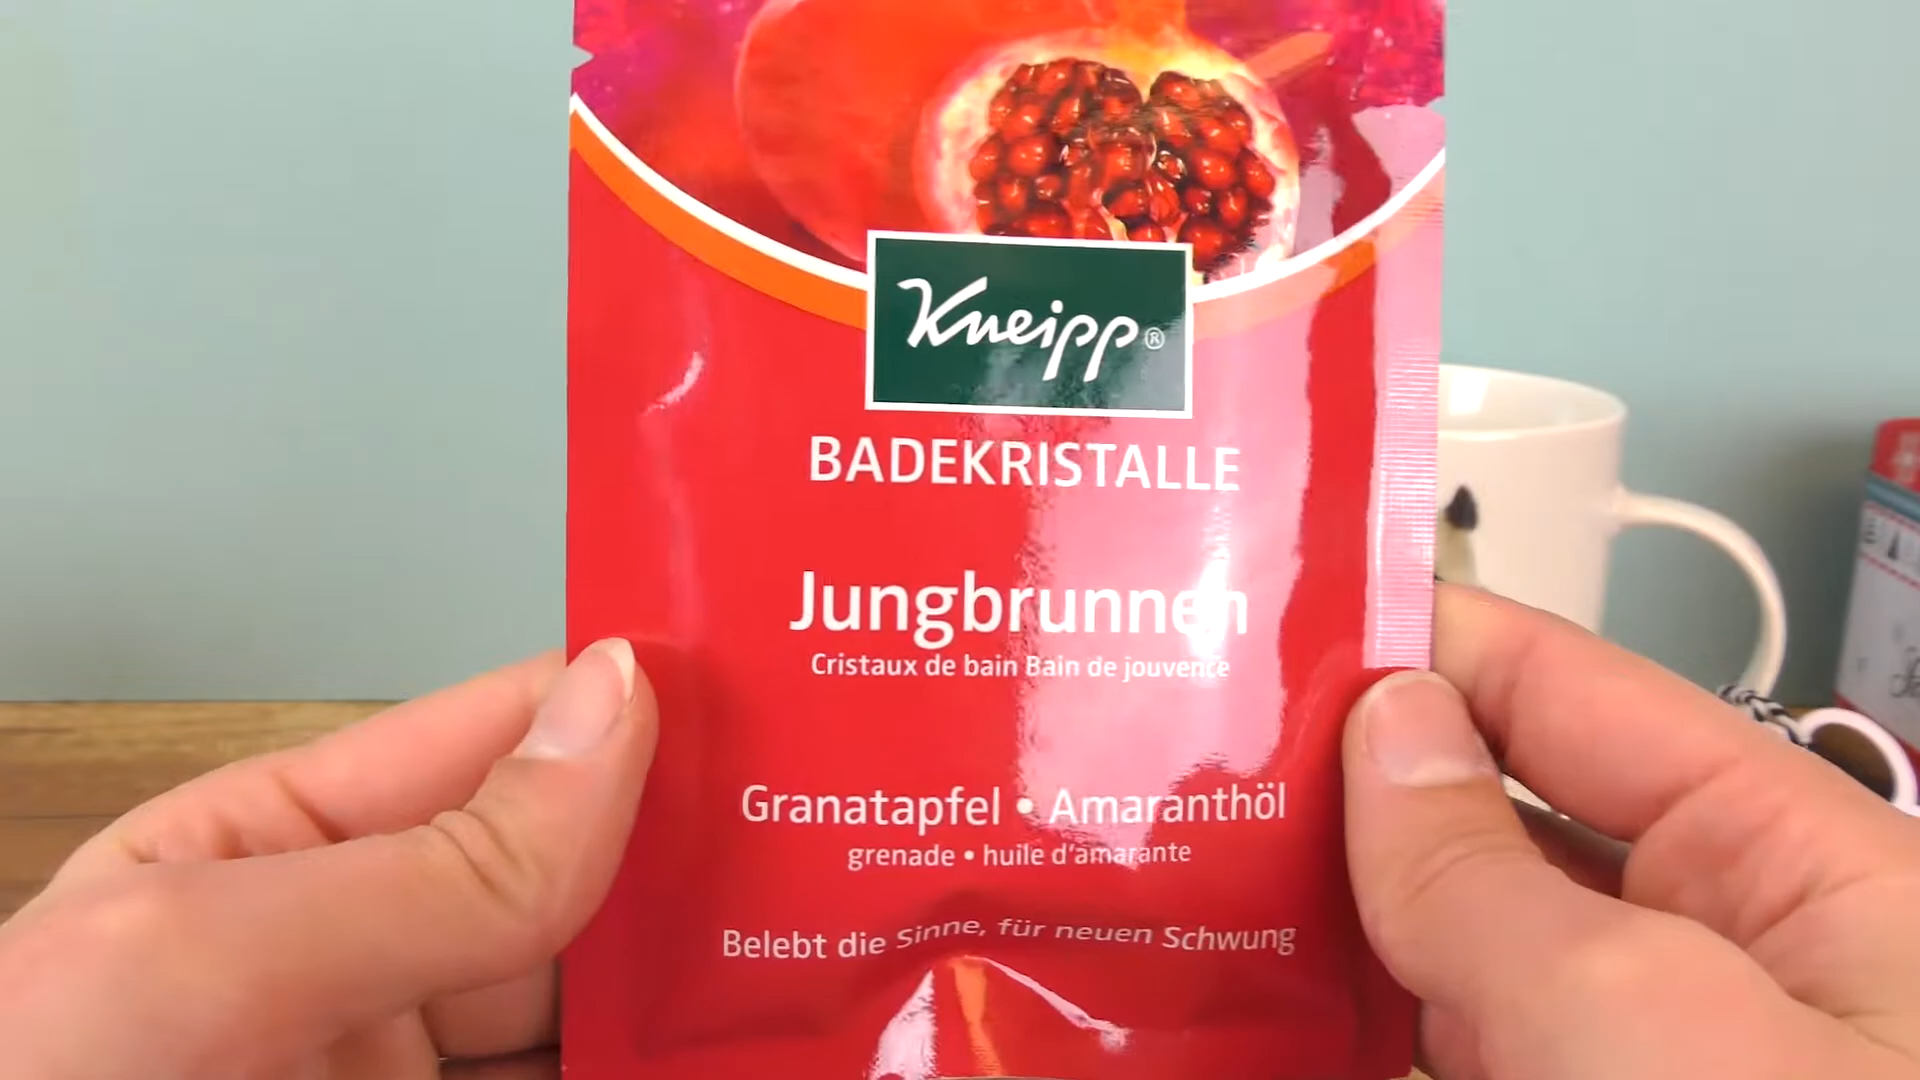 Kneipp®
BADEKRISTALLE
Jungbrunnen
Cristaux de bain Bain de jouvence
Granatapfel • Amaranthöl
grenade • huile d'amarante
Belebt die Sinne, für neuen Schwung